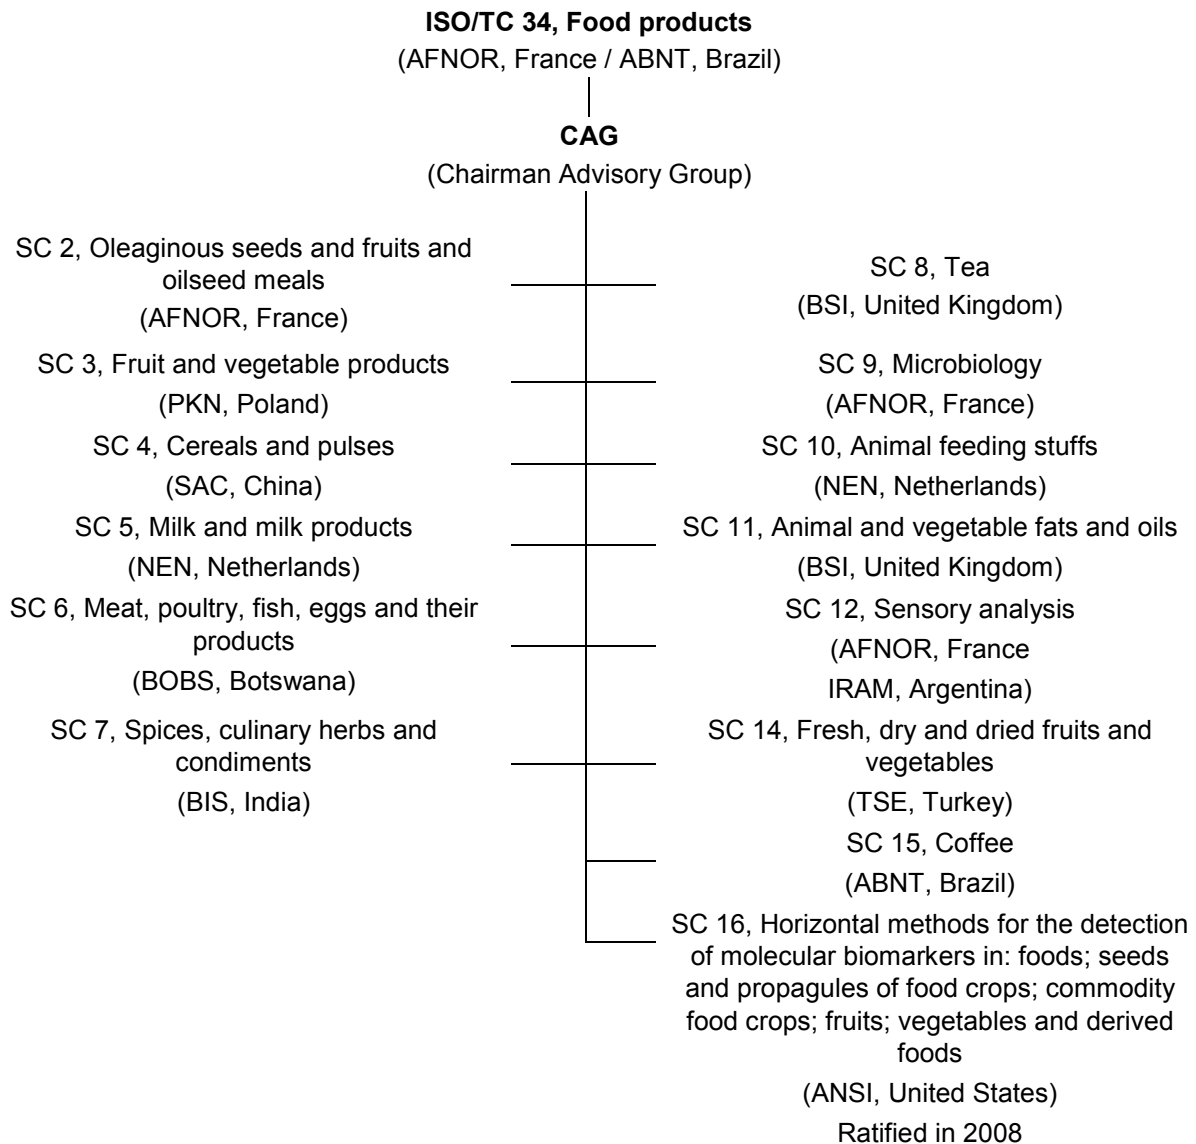 ISO/TC 34, Food products
(AFNOR, France / ABNT, Brazil)
CAG
(Chairman Advisory Group)
SC 2, Oleaginous seeds and fruits and
oilseed meals
(AFNOR, France)
SC 3, Fruit and vegetable products
(PKN, Poland)
SC 4, Cereals and pulses
(SAC, China)
SC 5, Milk and milk products
(NEN, Netherlands)
SC 6, Meat, poultry, fish, eggs and their
products
(BOBS, Botswana)
SC 7, Spices, culinary herbs and
condiments
(BIS, India)
SC 8, Tea
(BSI, United Kingdom)
SC 9, Microbiology
(AFNOR, France)
SC 10, Animal feeding stuffs
(NEN, Netherlands)
SC 11, Animal and vegetable fats and oils
(BSI, United Kingdom)
SC 12, Sensory analysis
(AFNOR, France
IRAM, Argentina)
SC 14, Fresh, dry and dried fruits and
vegetables
(TSE, Turkey)
SC 15, Coffee
(ABNT, Brazil)
SC 16, Horizontal methods for the detection
of molecular biomarkers in: foods; seeds
and propagules of food crops; commodity
food crops; fruits; vegetables and derived
foods
(ANSI, United States)
Ratified in 2008